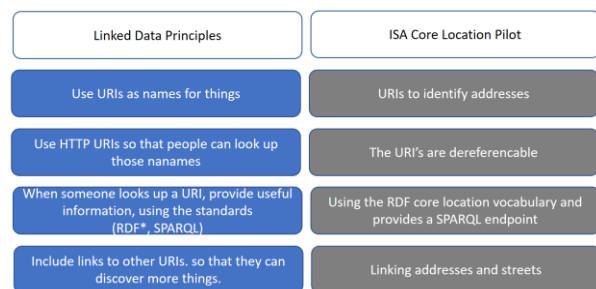 Linked Data Principles
ISA Core Location Pilot
Use URIs as names for things
URIs to identify addresses
Use HTTP URIs so that people can look up
those nanames
The URI's are dereferencable
When someone looks up a URI, provide useful
information, using the standards
(RDF*, SPARQL)
Using the RDF core location vocabulary and
provides a SPARQL endpoint
Include links to other URIs. so that they can
discover more things.
Linking addresses and streets